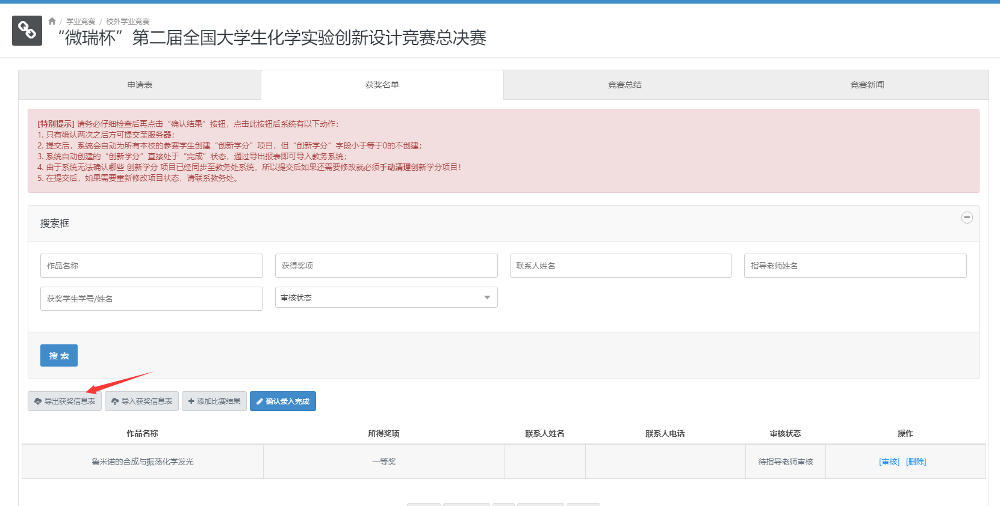 / 学业竞赛 / 校外学业竞赛
“微瑞杯”第二届全国大学生化学实验创新设计竞赛总决赛
申请表 获奖名单 竞赛总结 竞赛新闻
[特别提示] 请务必仔细检查后再点击“确认结果”按钮，点击此按钮后系统有以下动作：
1. 只有确认两次之后方可提交至服务器；
2. 提交后，系统会自动为所有本校的参赛学生创建“创新学分”项目，但“创新学分”字段小于等于0的不创建；
3. 系统自动创建的“创新学分”直接处于“完成”状态，通过导出报表即可导入教务系统；
4. 由于系统无法确认哪些 创新学分 项目已经同步至教务处系统，所以提交后如果还需要修改就必须手动清理创新学分项目！
5. 在提交后，如果需要重新修改项目状态，请联系教务处。
搜索框
作品名称 获得奖项 联系人姓名 指导老师姓名
获奖学生学号/姓名 审核状态
搜 索
导出获奖信息表 导入获奖信息表 添加比赛结果 确认录入完成
作品名称 所得奖项 联系人姓名 联系人电话 审核状态 操作
鲁米诺的合成与振荡化学发光 一等奖 待指导老师审核 [审核] [删除]